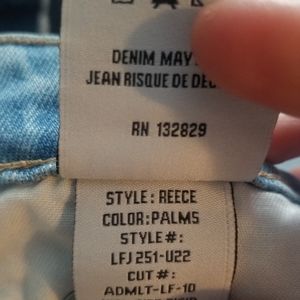 DENIM MAY
JEAN RISQUE DE
RN 132829
STYLE: REECE
COLOR: PALMS
STYLE#:
LFJ 251-U22
CUT #:
ADMLT-LF-10